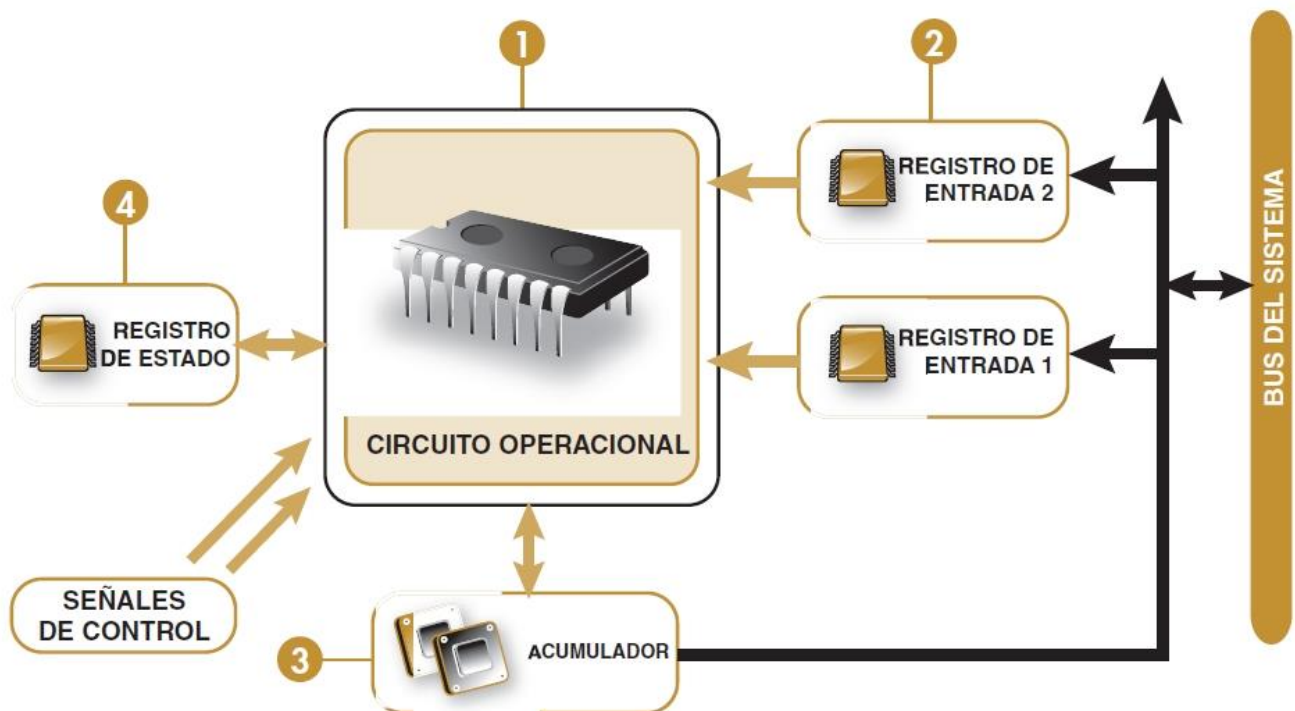 1
2
REGISTRO DE
ENTRADA 2
4
REGISTRO
DE ESTADO
REGISTRO DE
ENTRADA 1
BUS DEL SISTEMA
CIRCUITO OPERACIONAL
SEÑALES
DE CONTROL
3
ACUMULADOR